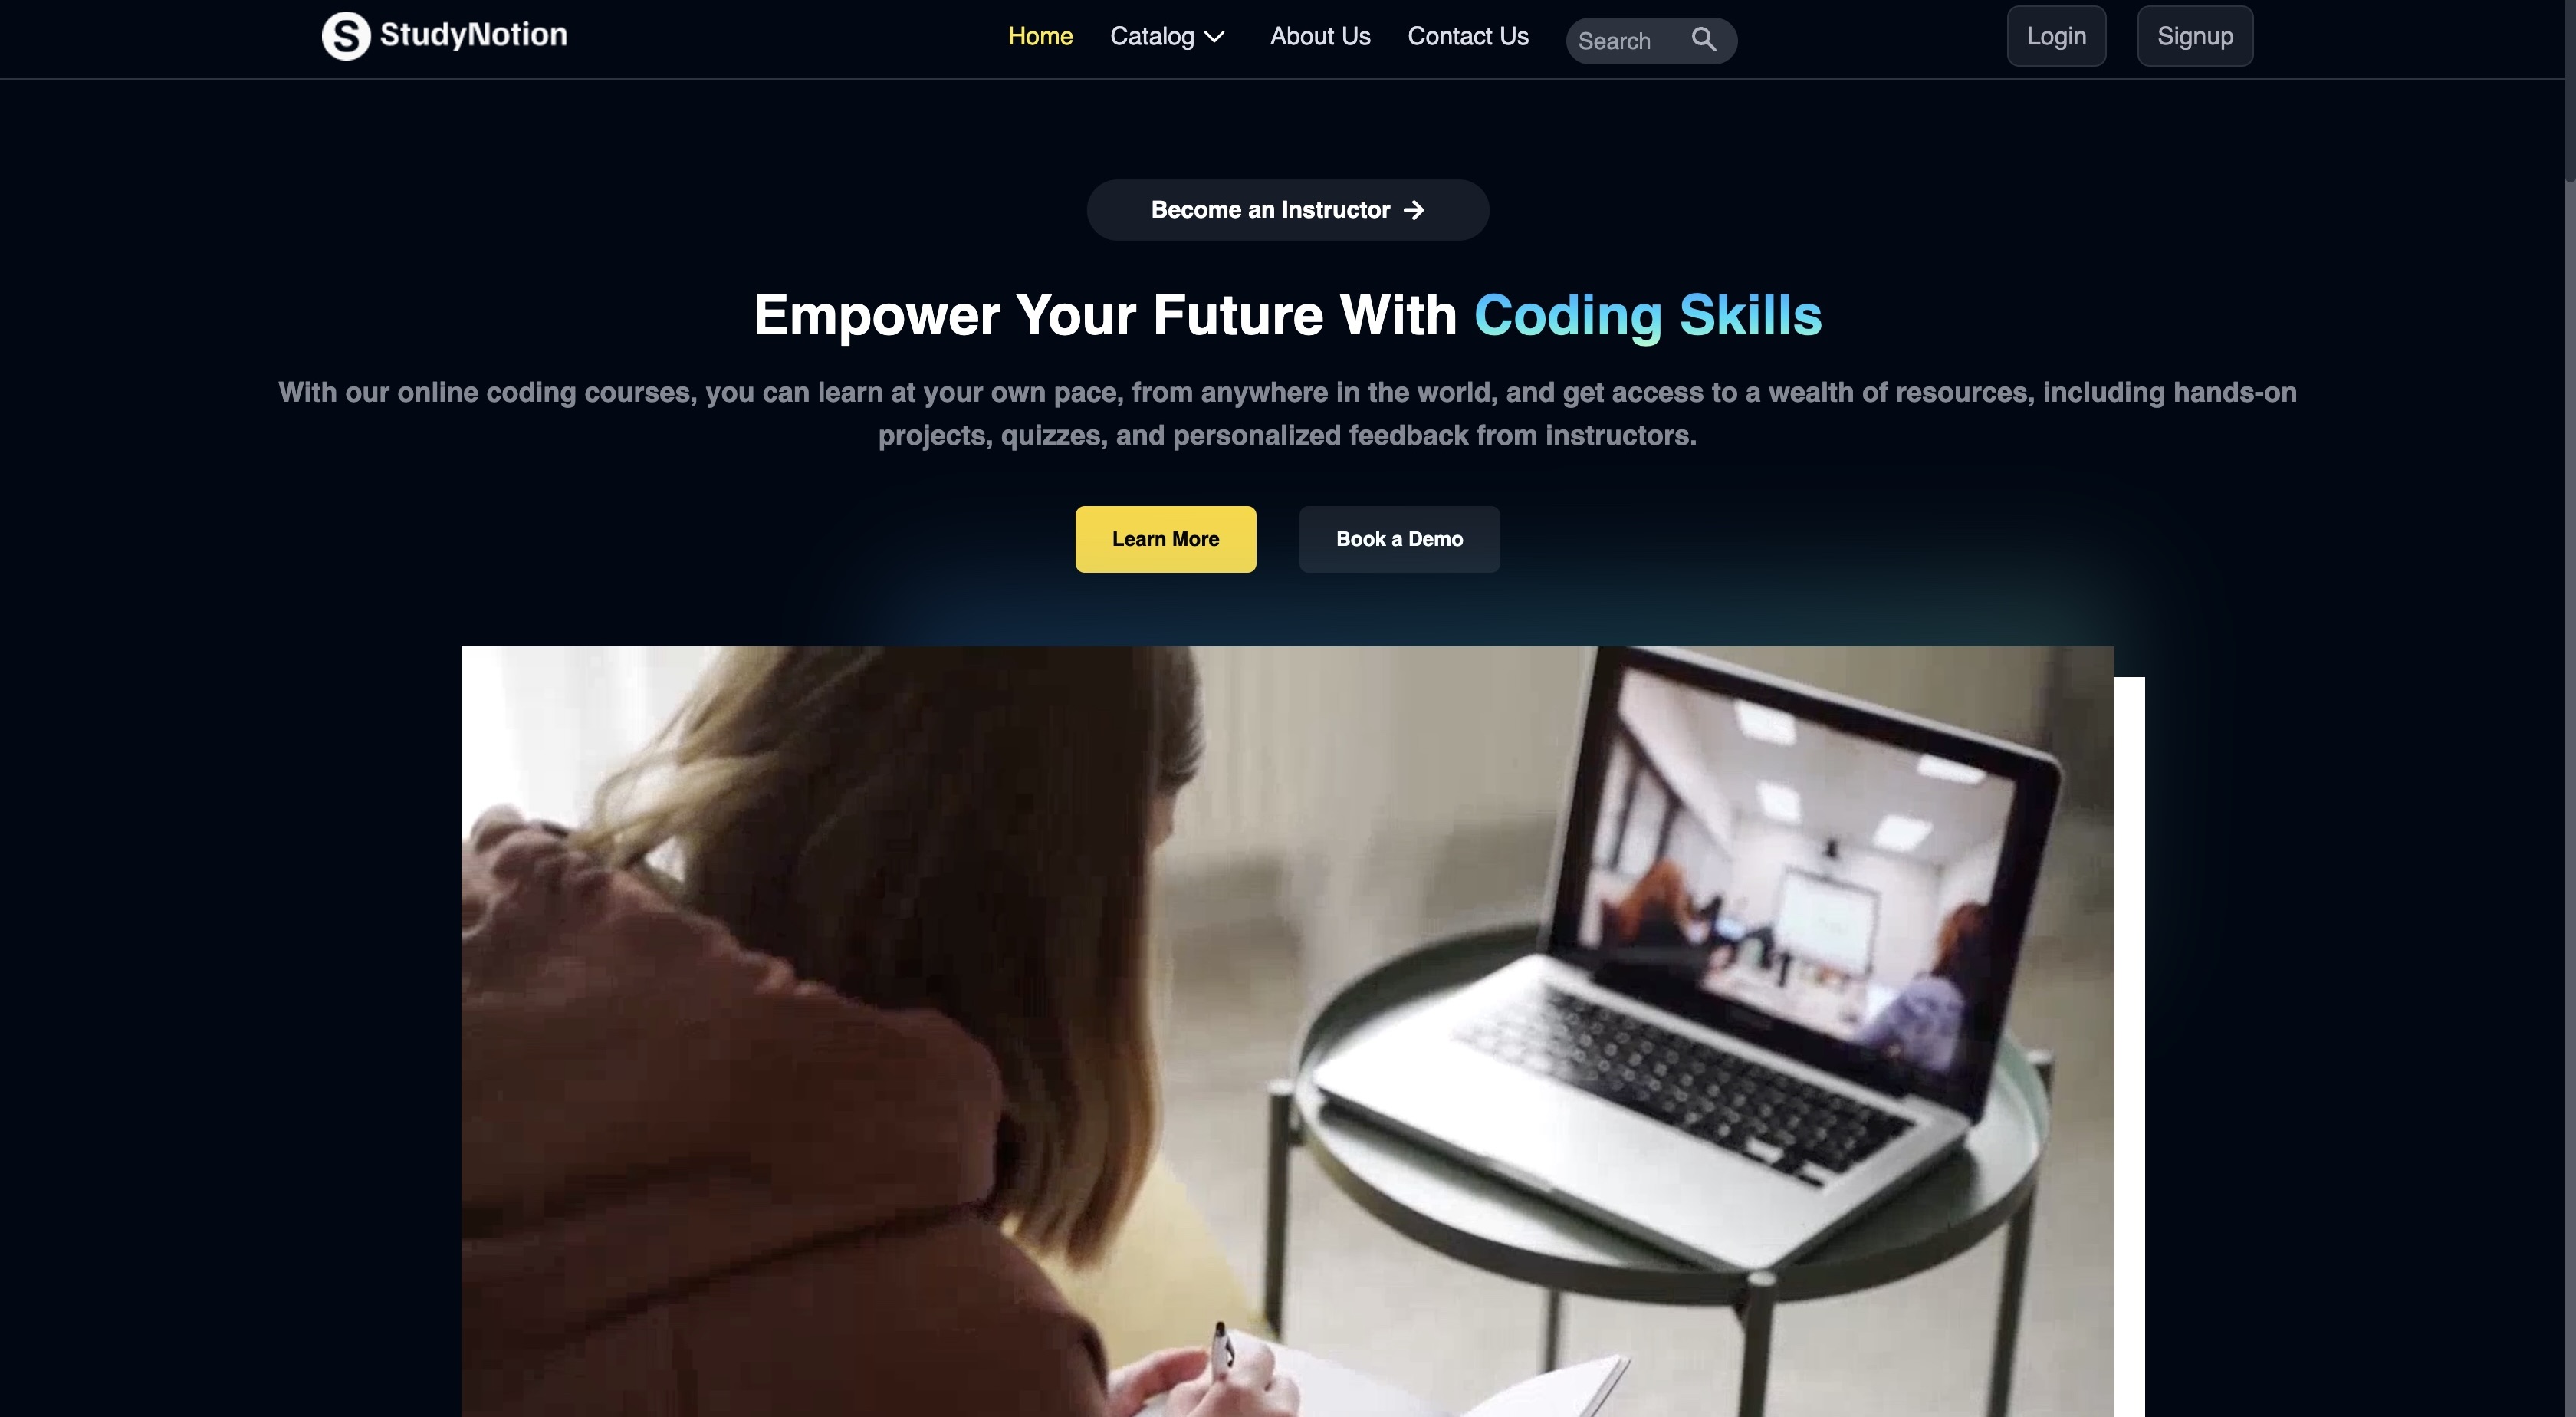 StudyNotion
Home Catalog About Us Contact Us Search Login Signup
Become an Instructor →
Empower Your Future With Coding Skills
With our online coding courses, you can learn at your own pace, from anywhere in the world, and get access to a wealth of resources, including hands-on
projects, quizzes, and personalized feedback from instructors.
Learn More Book a Demo